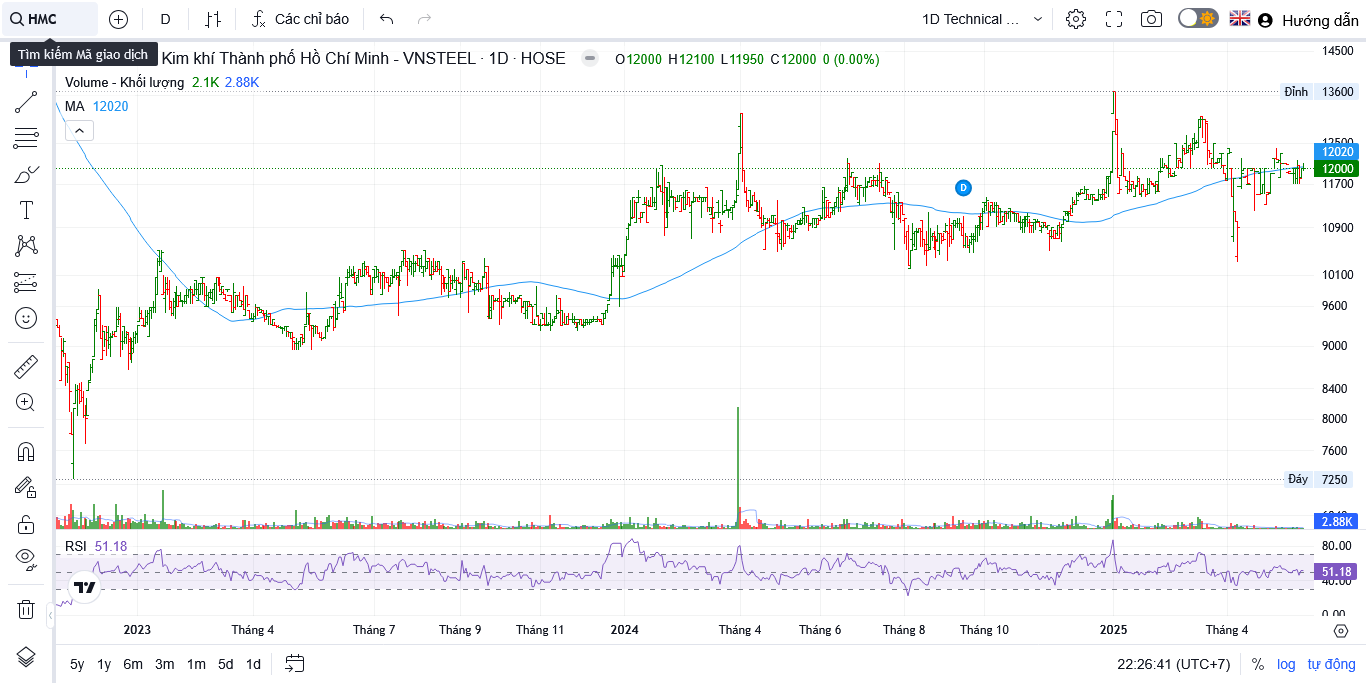 HMC D Các chỉ báo 1D Technical ... Hướng dẫn
Tìm kiếm Mã giao dịch
Kim khí Thành phố Hồ Chí Minh - VNSTEEL · 1D · HOSE O12000 H12100 L11950 C12000 0 (0.00%)
Volume - Khối lượng 2.1K 2.88K
MA 12020
14500
Đỉnh 13600
12500
12020
12000
11700
D
10900
10100
9600
9000
8400
8000
7600
Đáy 7250
2.88K
RSI 51.18
80.00
51.18
40.00
0.00
2023 Tháng 4 Tháng 7 Tháng 9 Tháng 11 2024 Tháng 4 Tháng 6 Tháng 8 Tháng 10 2025 Tháng 4
5y 1y 6m 3m 1m 5d 1d 22:26:41 (UTC+7) % log tự động